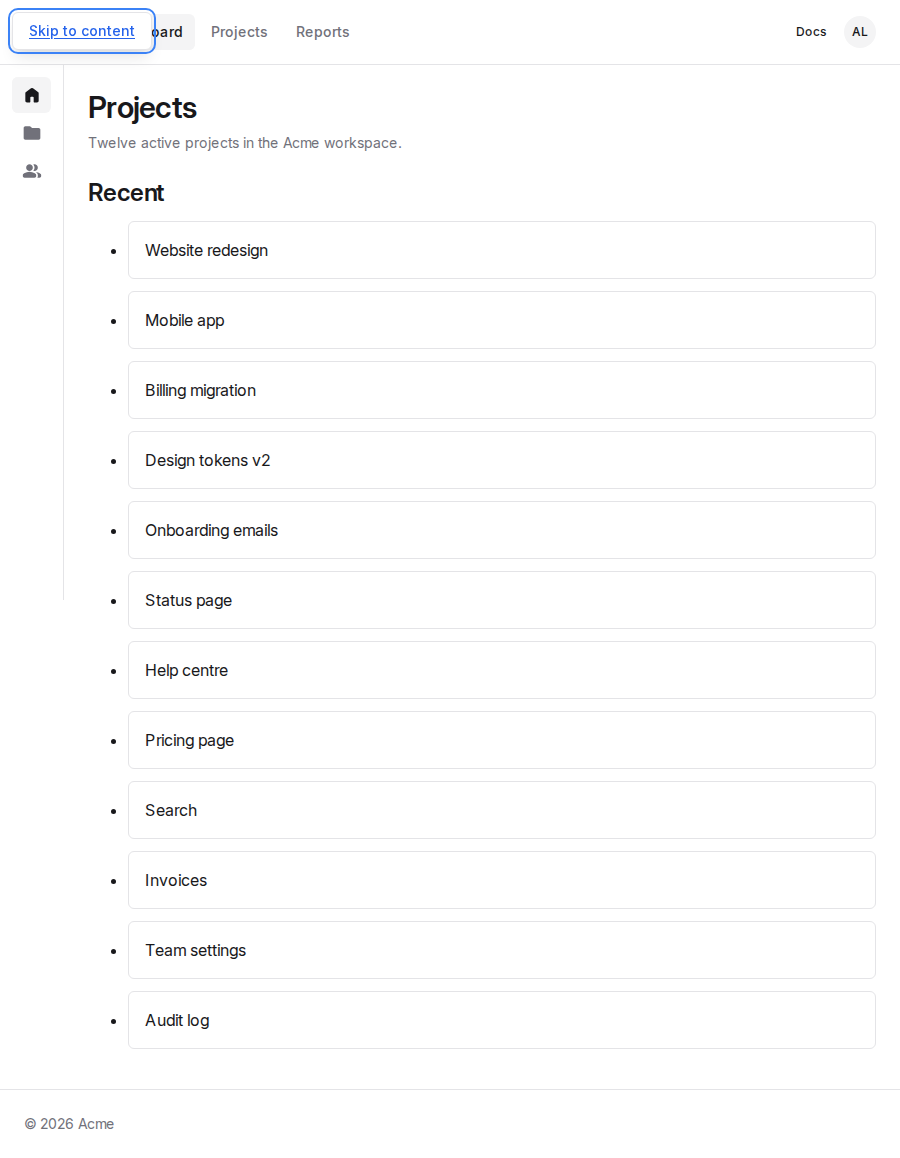 Skip to content
oard
Projects
Reports
Docs
AL
Projects
Twelve active projects in the Acme workspace.
Recent
Website redesign
Mobile app
Billing migration
Design tokens v2
Onboarding emails
Status page
Help centre
Pricing page
Search
Invoices
Team settings
Audit log
© 2026 Acme